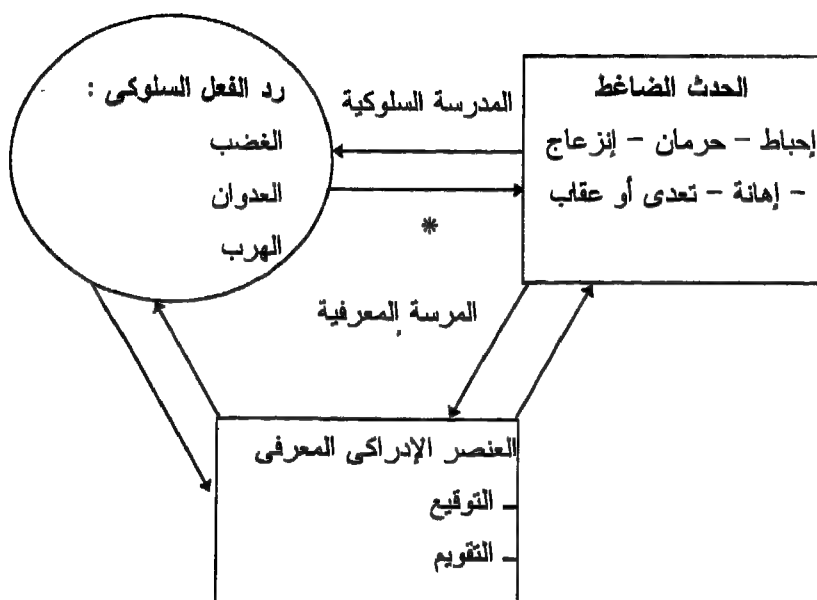 الحدث الضاغط
إحباط – حرمان – إنزعاج
– إهانة – تعدى أو عقاب
المدرسة السلوكية
*
رد الفعل السلوكى :
الغضب
العدوان
الهرب
المرسة المعرفية
العنصر الإدراكى المعرفى
– التوقيع
– التقويم